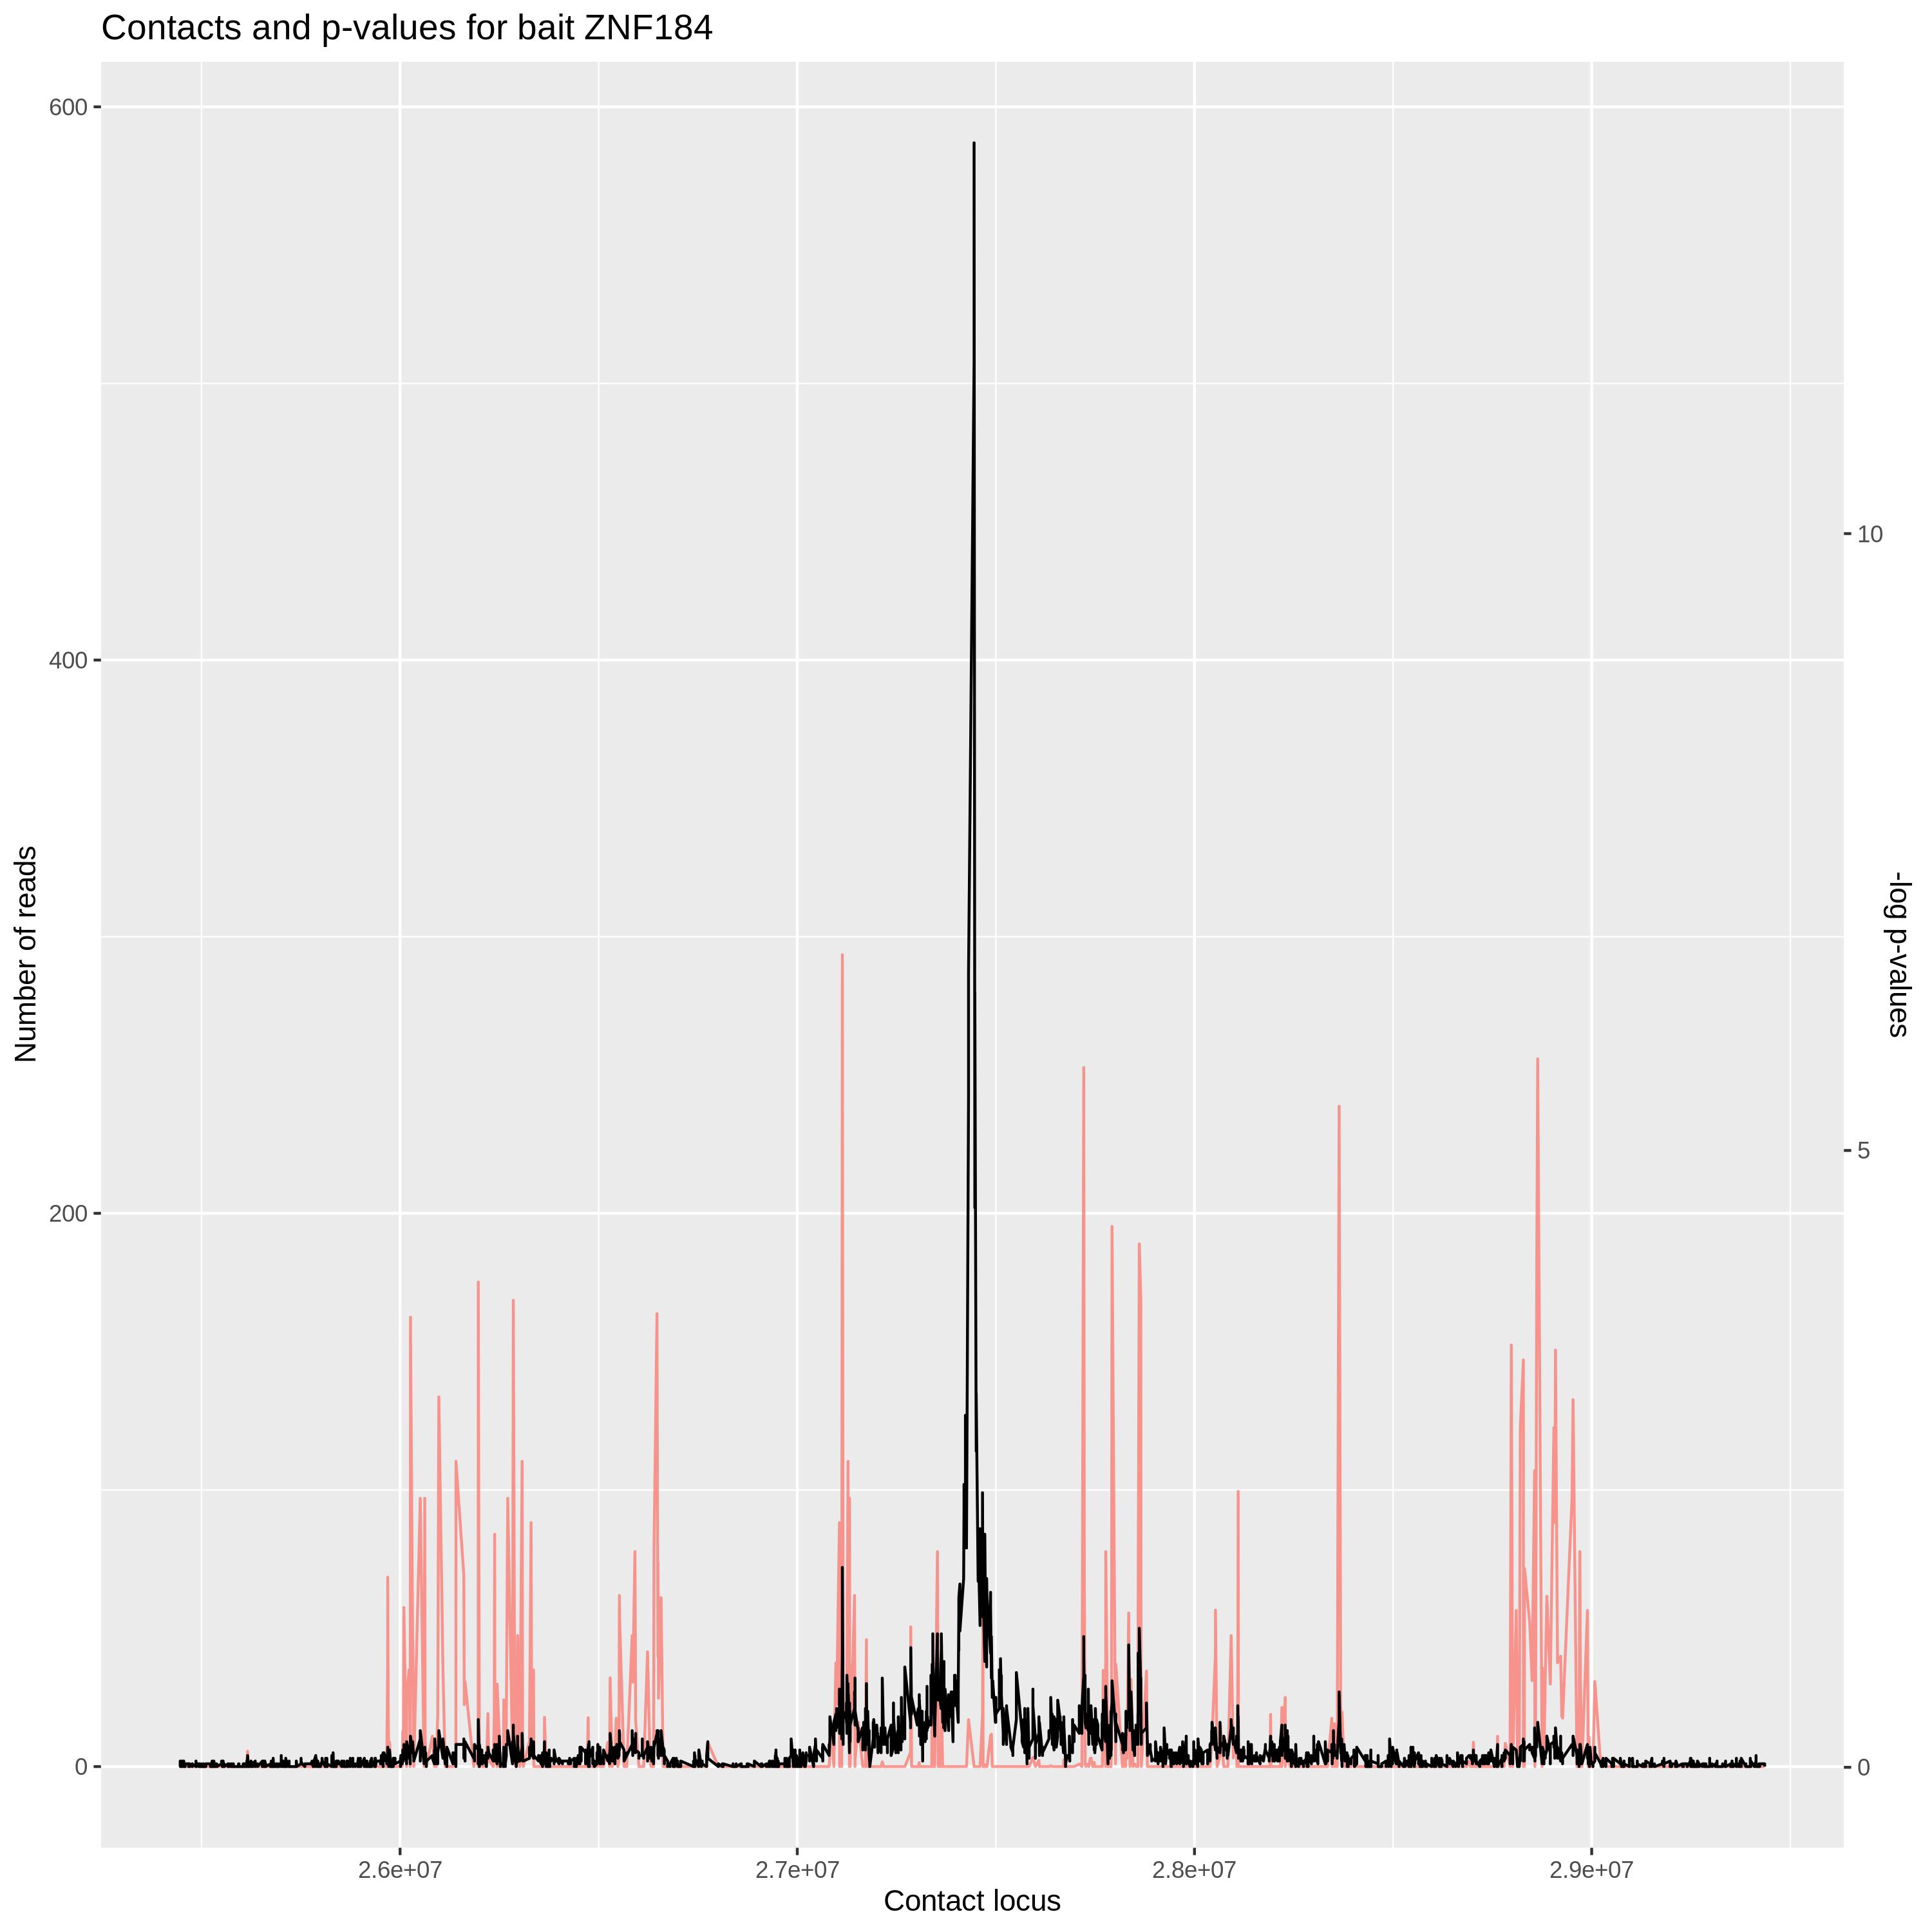 Contacts and p-values for bait ZNF184
600
400
200
0
Number of reads
10
5
0
-log p-values
2.6e+07
2.7e+07
2.8e+07
2.9e+07
Contact locus